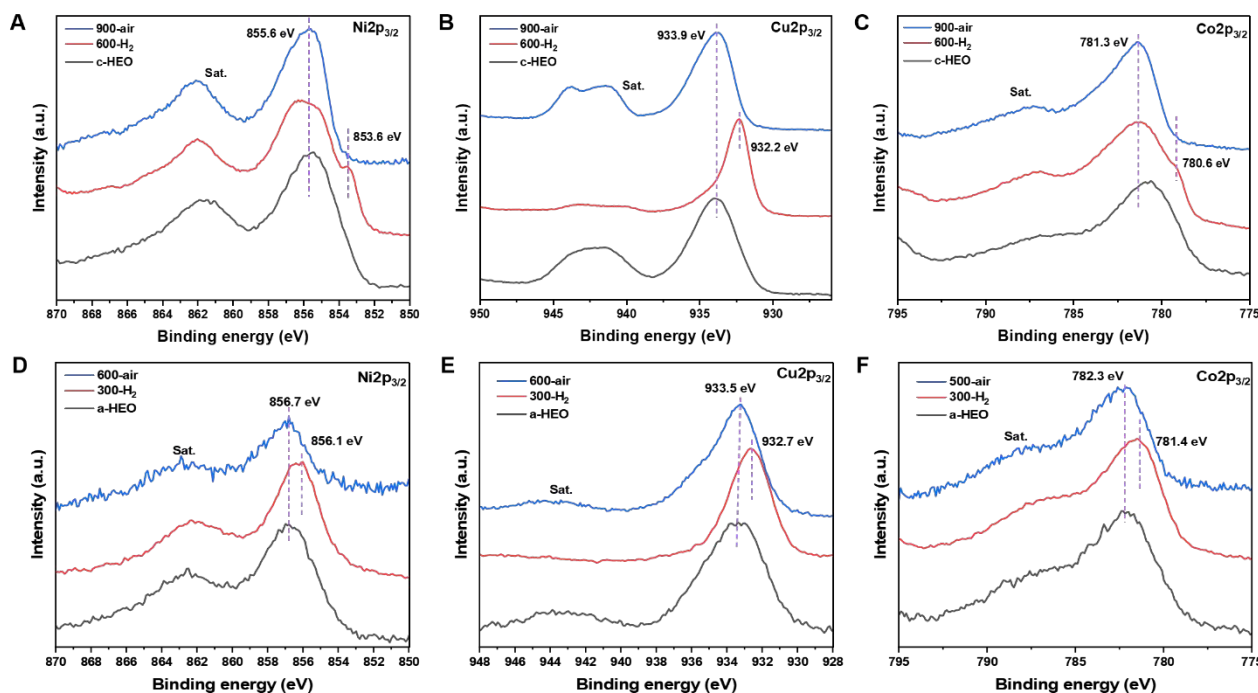 A
Ni2p3/2
900-air
600-H2
c-HEO
855.6 eV
Sat.
853.6 eV
Intensity (a.u.)
870 868 866 864 862 860 858 856 854 852 850
Binding energy (eV)
B
Cu2p3/2
900-air
600-H2
c-HEO
933.9 eV
Sat.
932.2 eV
Intensity (a.u.)
950 945 940 935 930
Binding energy (eV)
C
Co2p3/2
900-air
600-H2
c-HEO
781.3 eV
Sat.
780.6 eV
Intensity (a.u.)
795 790 785 780 775
Binding energy (eV)
D
Ni2p3/2
600-air
300-H2
a-HEO
856.7 eV
856.1 eV
Sat.
Intensity (a.u.)
870 868 866 864 862 860 858 856 854 852 850
Binding energy (eV)
E
Cu2p3/2
600-air
300-H2
a-HEO
933.5 eV
932.7 eV
Sat.
Intensity (a.u.)
948 946 944 942 940 938 936 934 932 930 928
Binding energy (eV)
F
Co2p3/2
500-air
300-H2
a-HEO
782.3 eV
Sat.
781.4 eV
Intensity (a.u.)
795 790 785 780 775
Binding energy (eV)